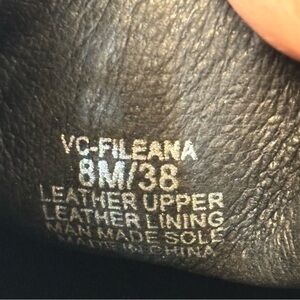 VC-FILEANA
8M/38
LEATHER UPPER
LEATHER LINING
MAN MADE SOLE
MADE IN CHINA